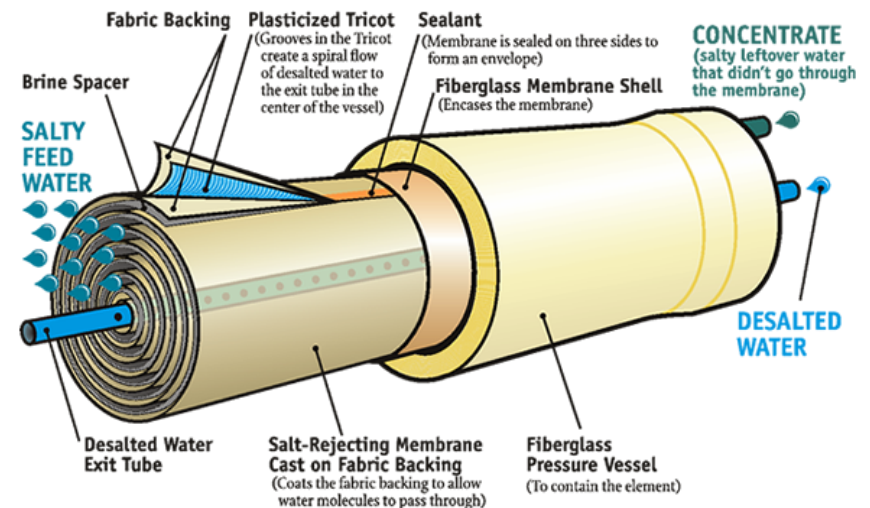 Fabric Backing
Plasticized Tricot
(Grooves in the Tricot
create a spiral flow
of desalted water to
the exit tube in the
center of the vessel)
Sealant
(Membrane is sealed on three sides to
form an envelope)
Fiberglass Membrane Shell
(Encases the membrane)
CONCENTRATE
(salty leftover water
that didn't go through
the membrane)
Brine Spacer
SALTY
FEED
WATER
DESALTED
WATER
Desalted Water
Exit Tube
Salt-Rejecting Membrane
Cast on Fabric Backing
(Coats the fabric backing to allow
water molecules to pass through)
Fiberglass
Pressure Vessel
(To contain the element)